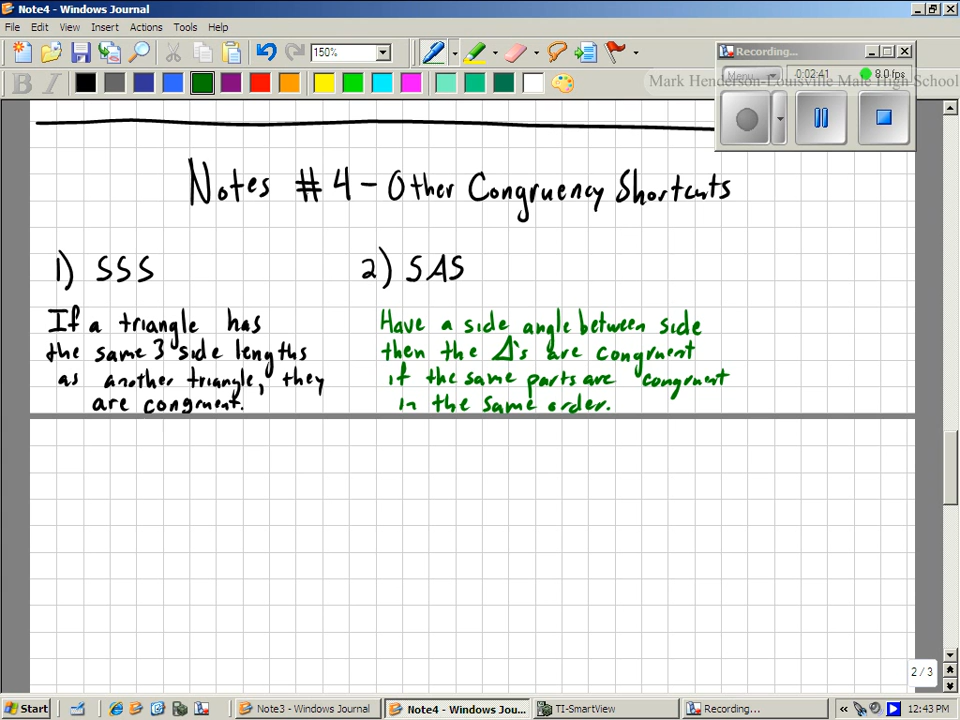 Note4 - Windows Journal
File Edit View Insert Actions Tools Help
150%
Recording...
Menu
0:02:41
8.0 fps
Mark Henderson-Louisville Male High School
Notes #4 - Other Congruency Shortcuts
1) SSS
If a triangle has
the same 3 side lengths
as another triangle, they
are congruent.
2) SAS
Have a side angle between side
then the Δ's are congruent
if the same parts are congruent
in the same order.
2 / 3
Start
Note3 - Windows Journal
Note4 - Windows Jou...
TI-SmartView
Recording...
«
12:43 PM